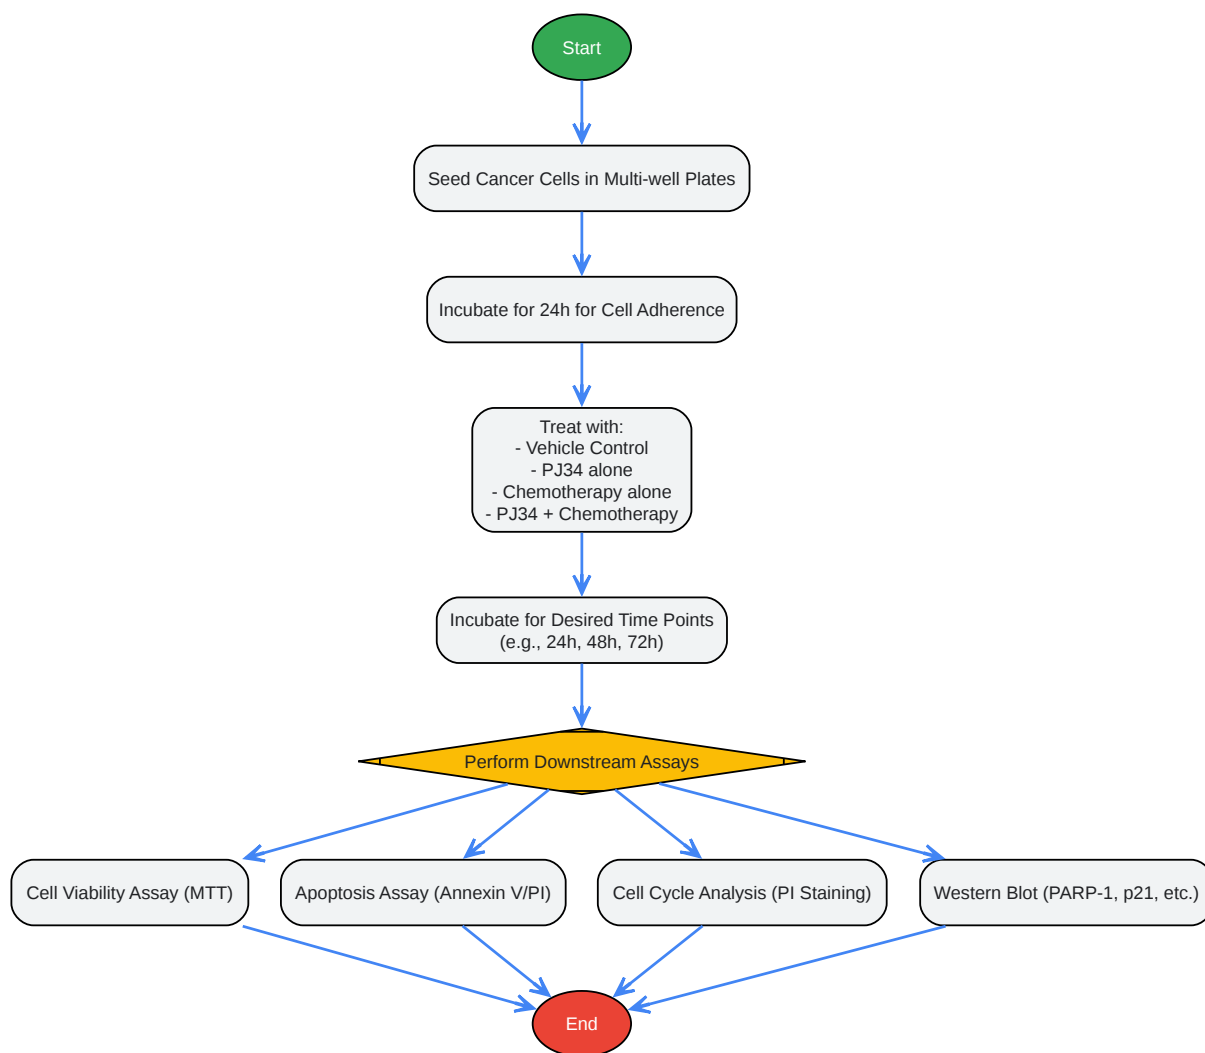 Start
Seed Cancer Cells in Multi-well Plates
Incubate for 24h for Cell Adherence
Treat with:
- Vehicle Control
- PJ34 alone
- Chemotherapy alone
- PJ34 + Chemotherapy
Incubate for Desired Time Points
(e.g., 24h, 48h, 72h)
Perform Downstream Assays
Cell Viability Assay (MTT)
Apoptosis Assay (Annexin V/PI)
Cell Cycle Analysis (PI Staining)
Western Blot (PARP-1, p21, etc.)
End